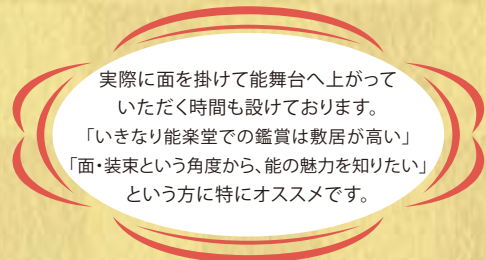 実際に面を掛けて能舞台へ上がって
いただく時間も設けております。
「いきなり能楽堂での鑑賞は敷居が高い」
「面・装束という角度から、能の魅力を知りたい」
という方に特にオススメです。